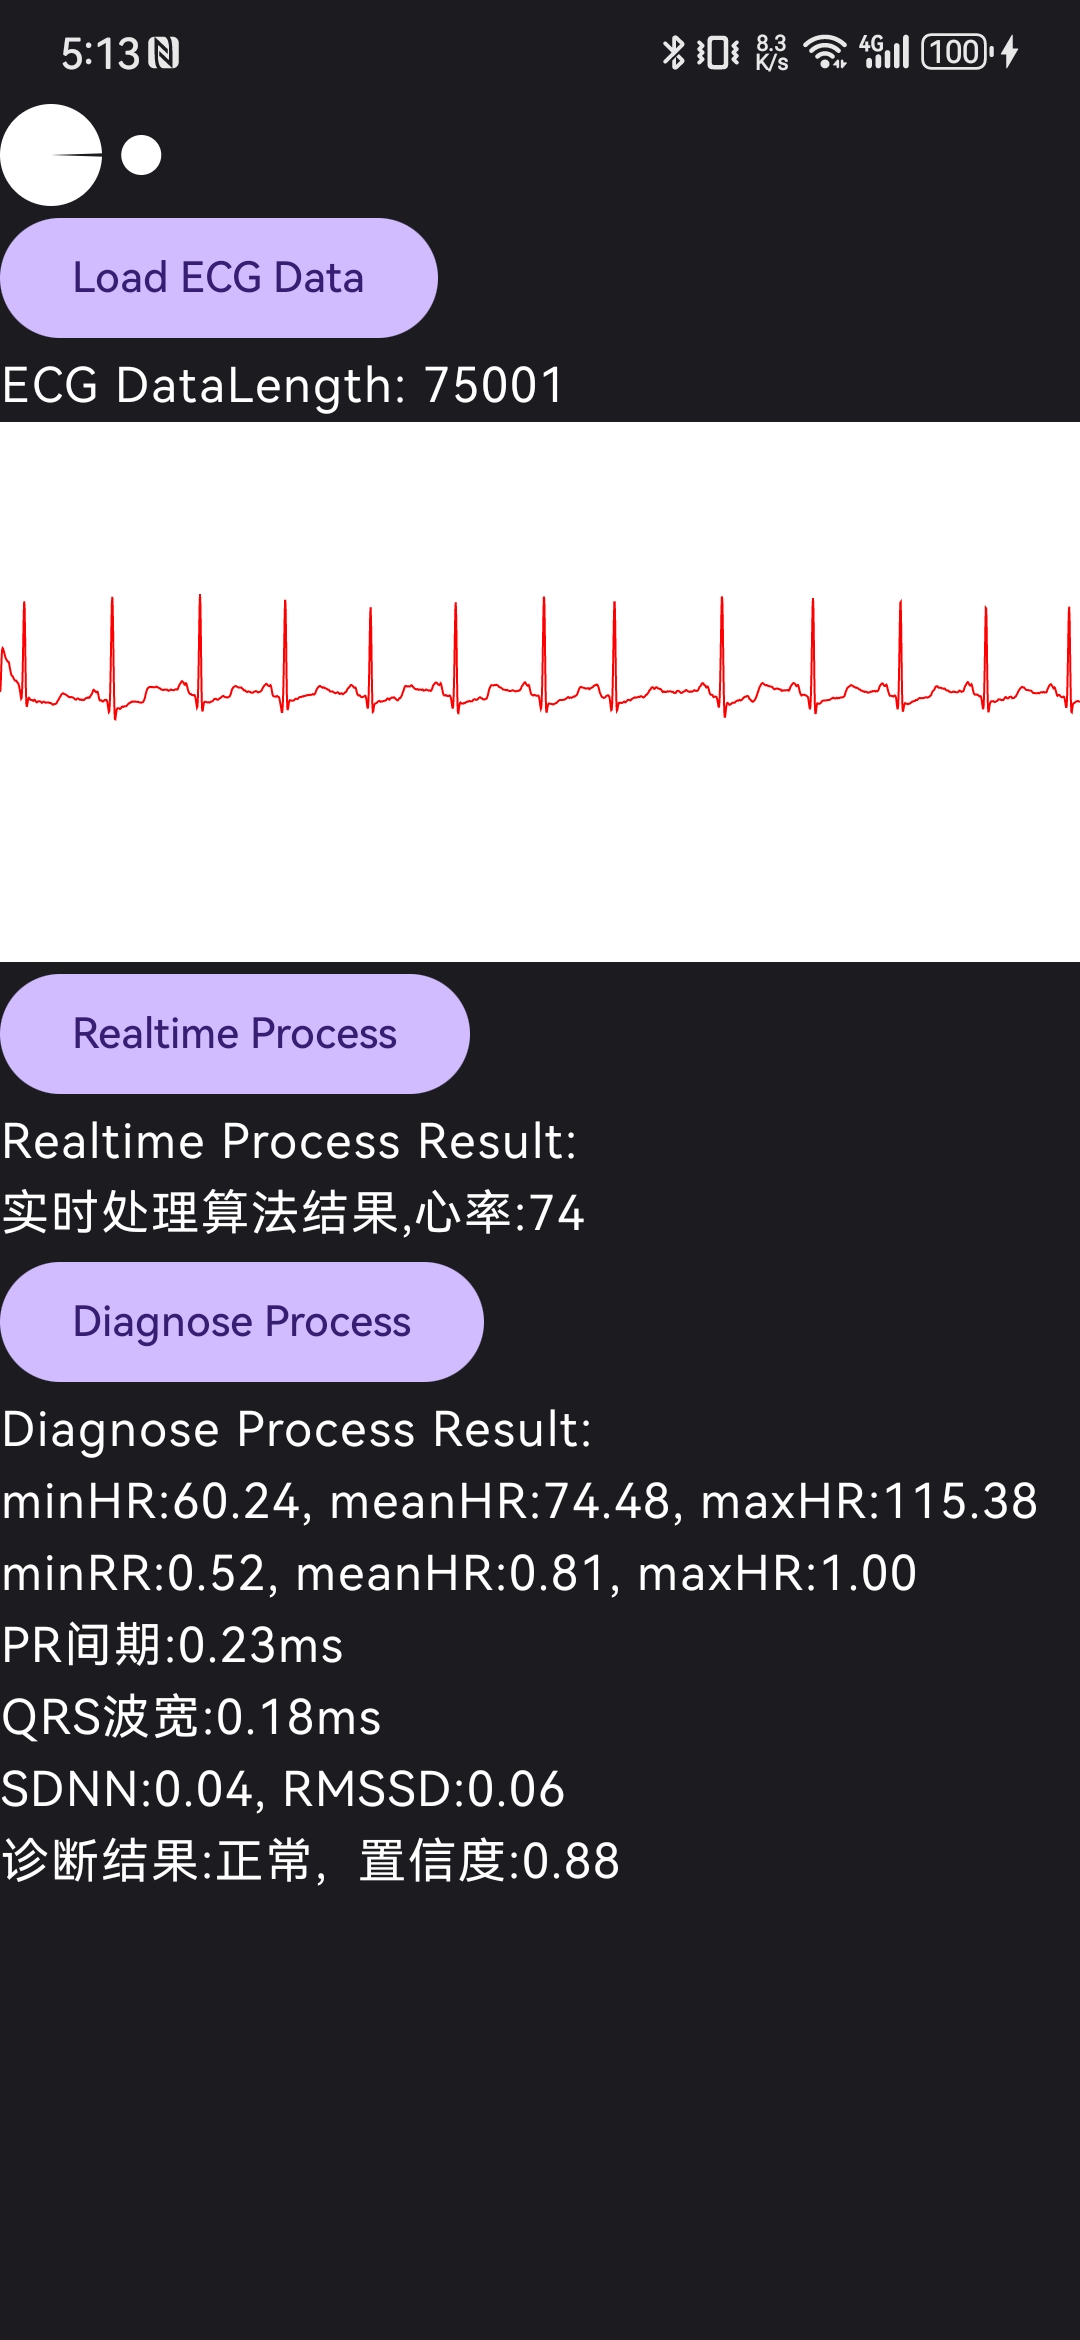 5:13
8.3
K/s
4G
100
Load ECG Data
ECG DataLength: 75001
Realtime Process
Realtime Process Result:
实时处理算法结果,心率:74
Diagnose Process
Diagnose Process Result:
minHR:60.24, meanHR:74.48, maxHR:115.38
minRR:0.52, meanHR:0.81, maxHR:1.00
PR间期:0.23ms
QRS波宽:0.18ms
SDNN:0.04, RMSSD:0.06
诊断结果:正常，置信度:0.88